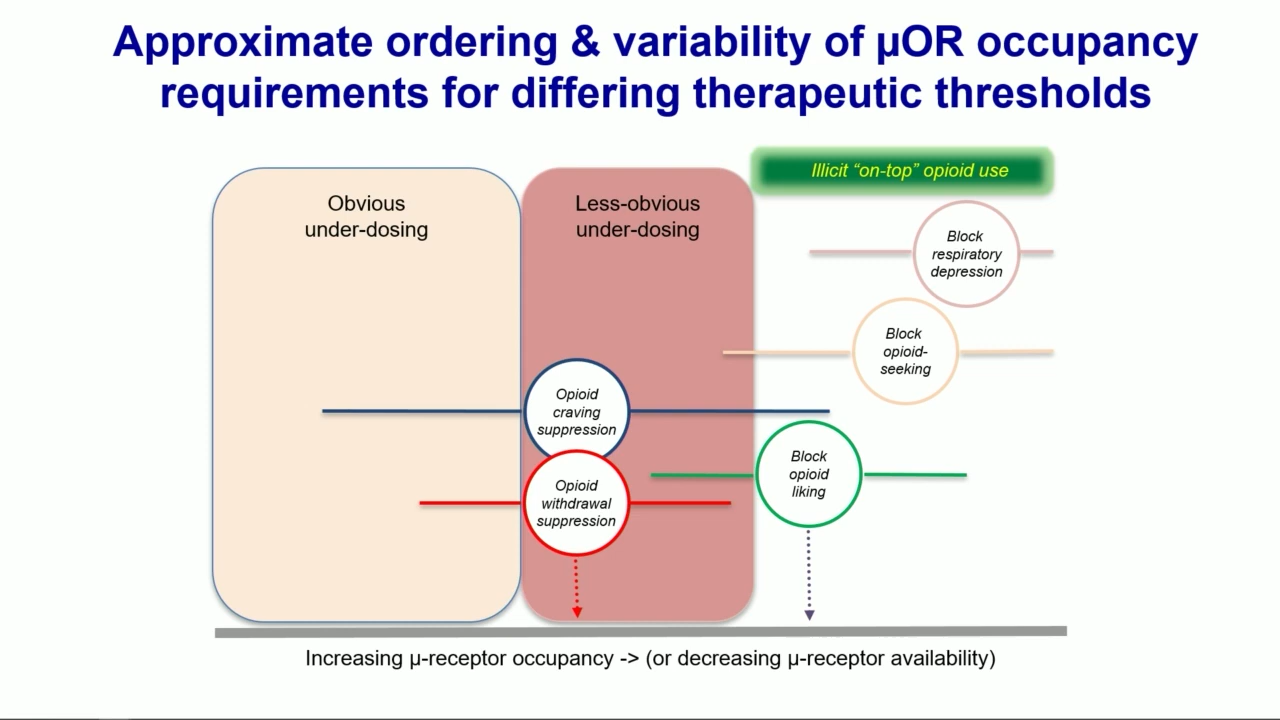 Approximate ordering & variability of µOR occupancy
requirements for differing therapeutic thresholds
Obvious
under-dosing
Less-obvious
under-dosing
Illicit “on-top” opioid use
Block
respiratory
depression
Block
opioid-
seeking
Opioid
craving
suppression
Block
opioid
liking
Opioid
withdrawal
suppression
Increasing µ-receptor occupancy -> (or decreasing µ-receptor availability)